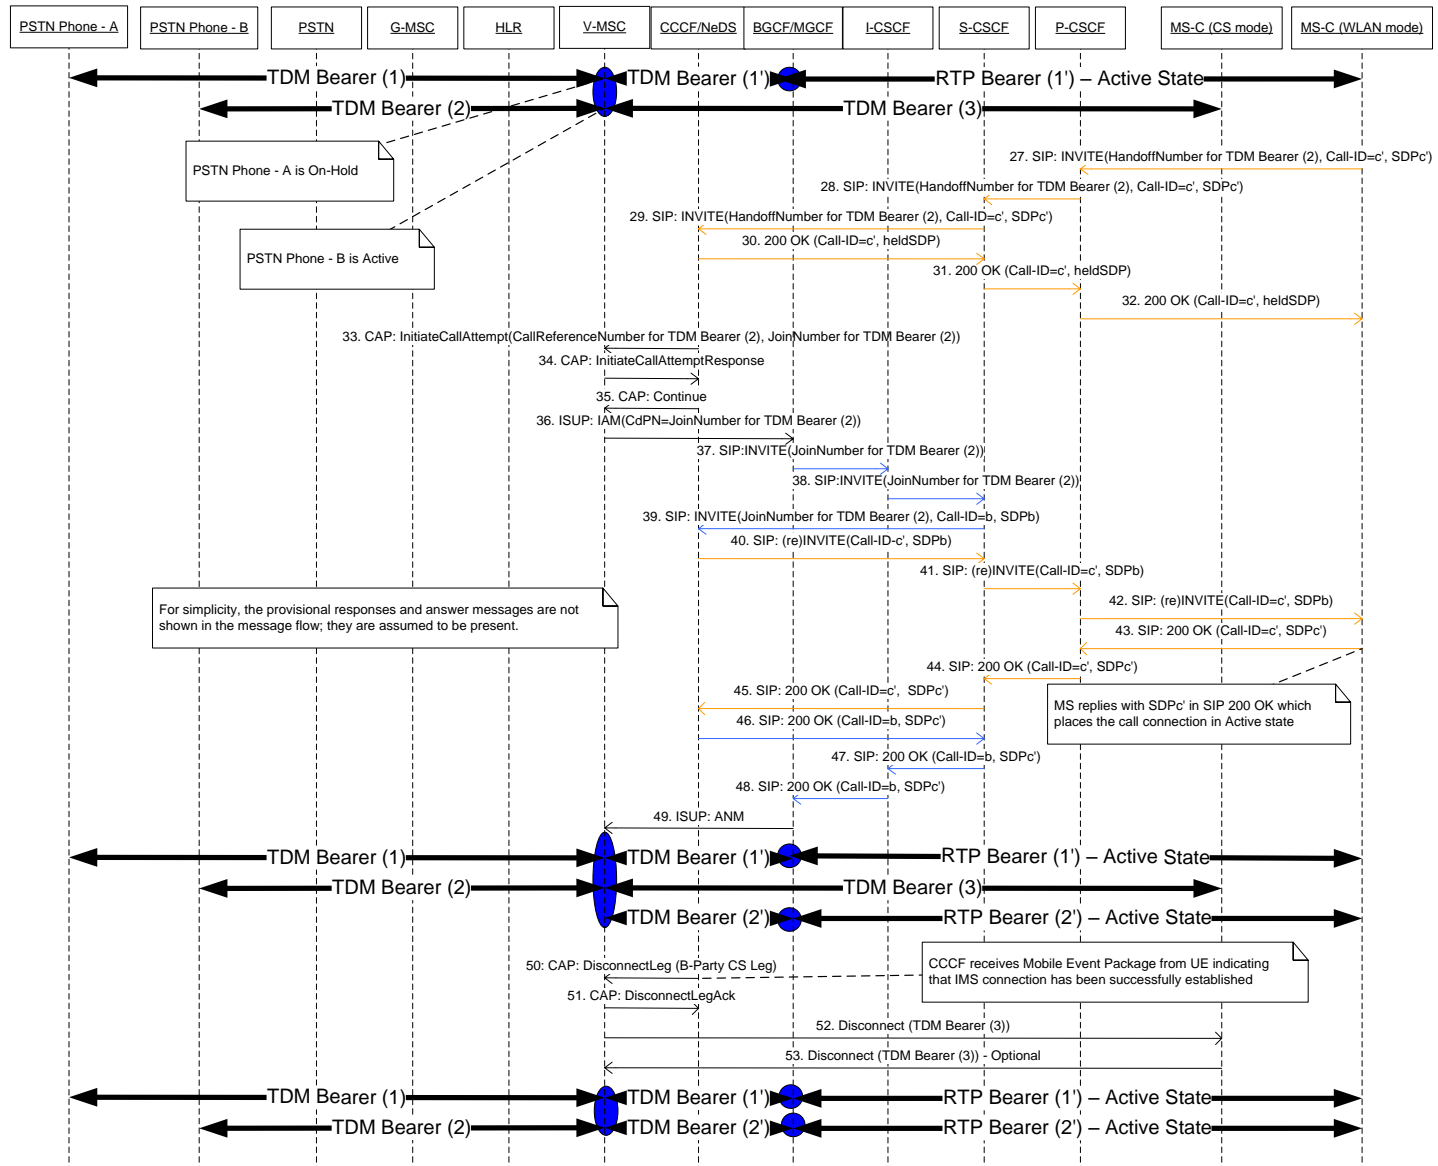 PSTN Phone - A
PSTN Phone - B
PSTN
G-MSC
HLR
V-MSC
CCCF/NeDS
BGCF/MGCF
I-CSCF
S-CSCF
P-CSCF
MS-C (CS mode)
MS-C (WLAN mode)
TDM Bearer (1)
TDM Bearer (1')
RTP Bearer (1') – Active State
TDM Bearer (2)
TDM Bearer (3)
PSTN Phone - A is On-Hold
27. SIP: INVITE(HandoffNumber for TDM Bearer (2), Call-ID=c', SDPc')
28. SIP: INVITE(HandoffNumber for TDM Bearer (2), Call-ID=c', SDPc')
29. SIP: INVITE(HandoffNumber for TDM Bearer (2), Call-ID=c', SDPc')
30. 200 OK (Call-ID=c', heldSDP)
PSTN Phone - B is Active
31. 200 OK (Call-ID=c', heldSDP)
32. 200 OK (Call-ID=c', heldSDP)
33. CAP: InitiateCallAttempt(CallReferenceNumber for TDM Bearer (2), JoinNumber for TDM Bearer (2))
34. CAP: InitiateCallAttemptResponse
35. CAP: Continue
36. ISUP: IAM(CdPN=JoinNumber for TDM Bearer (2))
37. SIP:INVITE(JoinNumber for TDM Bearer (2))
38. SIP:INVITE(JoinNumber for TDM Bearer (2))
39. SIP: INVITE(JoinNumber for TDM Bearer (2), Call-ID=b, SDPb)
40. SIP: (re)INVITE(Call-ID-c', SDPb)
41. SIP: (re)INVITE(Call-ID=c', SDPb)
42. SIP: (re)INVITE(Call-ID=c', SDPb)
For simplicity, the provisional responses and answer messages are not
shown in the message flow; they are assumed to be present.
43. SIP: 200 OK (Call-ID=c', SDPc')
44. SIP: 200 OK (Call-ID=c', SDPc')
45. SIP: 200 OK (Call-ID=c', SDPc')
MS replies with SDPc' in SIP 200 OK which
places the call connection in Active state
46. SIP: 200 OK (Call-ID=b, SDPc')
47. SIP: 200 OK (Call-ID=b, SDPc')
48. SIP: 200 OK (Call-ID=b, SDPc')
49. ISUP: ANM
TDM Bearer (1)
TDM Bearer (1')
RTP Bearer (1') – Active State
TDM Bearer (2)
TDM Bearer (3)
TDM Bearer (2')
RTP Bearer (2') – Active State
50: CAP: DisconnectLeg (B-Party CS Leg)
CCCF receives Mobile Event Package from UE indicating
that IMS connection has been successfully established
51. CAP: DisconnectLegAck
52. Disconnect (TDM Bearer (3))
53. Disconnect (TDM Bearer (3)) - Optional
TDM Bearer (1)
TDM Bearer (1')
RTP Bearer (1') – Active State
TDM Bearer (2)
TDM Bearer (2')
RTP Bearer (2') – Active State